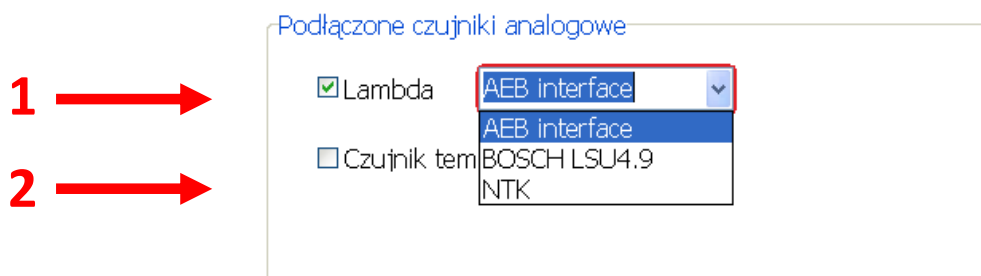 Podłączone czujniki analogowe
1
Lambda AEB interface
AEB interface
Czujnik tem BOSCH LSU4.9
2
NTK